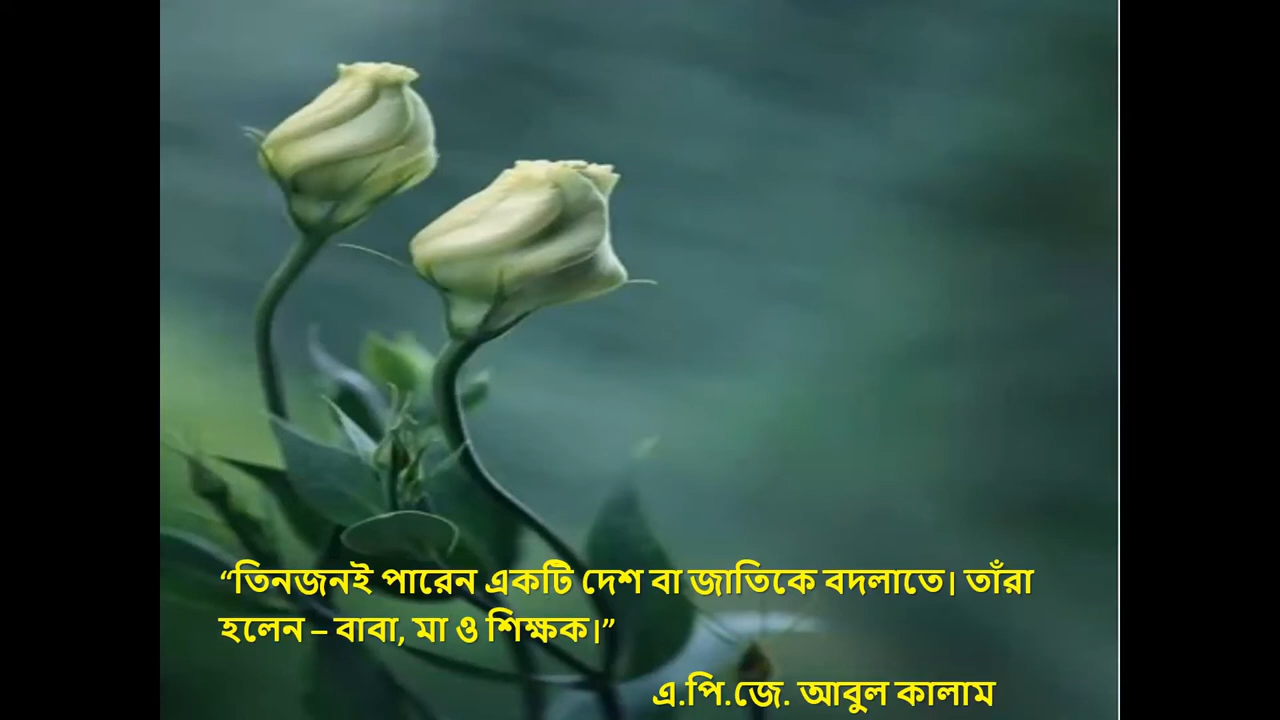 “তিনজনই পারেন একটি দেশ বা জাতিকে বদলাতে। তাঁরা
হলেন – বাবা, মা ও শিক্ষক।”
এ.পি.জে. আবুল কালাম